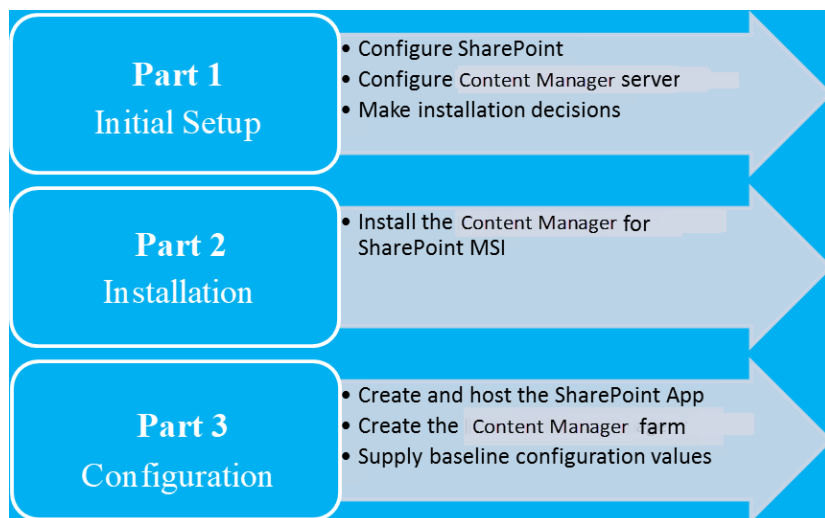 Part 1
Initial Setup
• Configure SharePoint
• Configure Content Manager server
• Make installation decisions
Part 2
Installation
• Install the Content Manager for
SharePoint MSI
Part 3
Configuration
• Create and host the SharePoint App
• Create the Content Manager farm
• Supply baseline configuration values